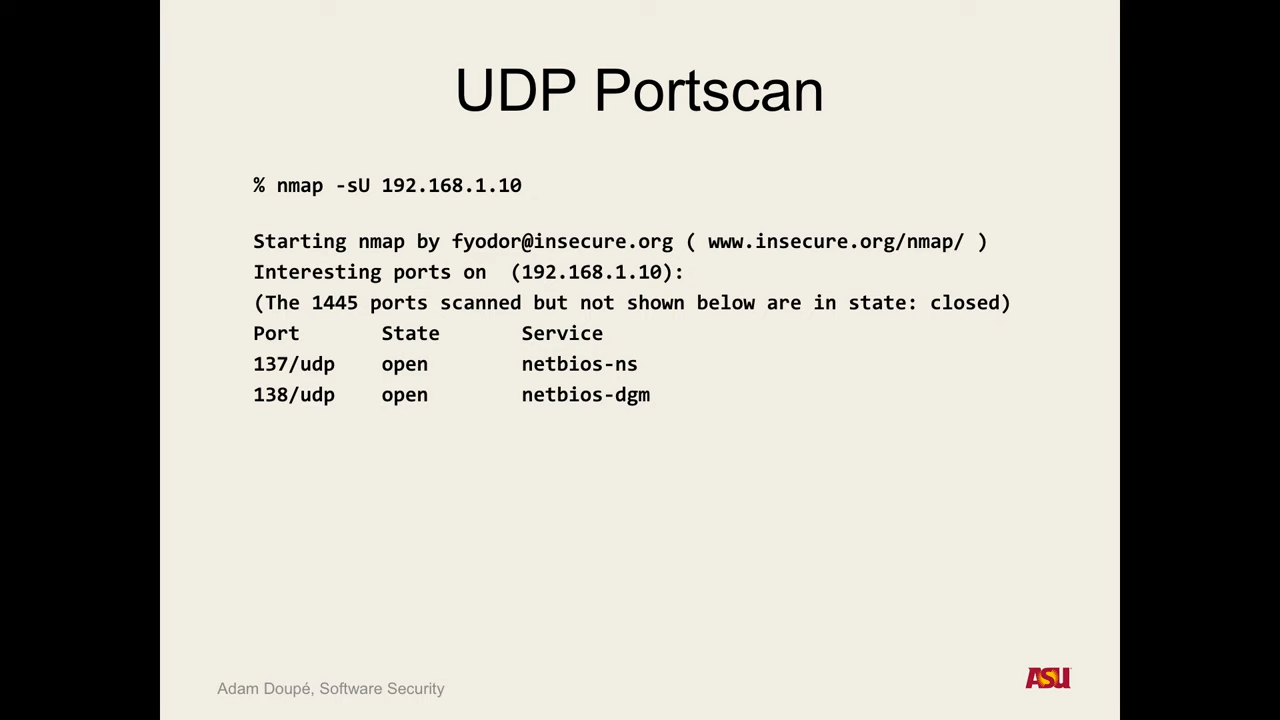 UDP Portscan
% nmap -sU 192.168.1.10
Starting nmap by fyodor@insecure.org ( www.insecure.org/nmap/ )
Interesting ports on  (192.168.1.10):
(The 1445 ports scanned but not shown below are in state: closed)
Port       State       Service
137/udp    open        netbios-ns
138/udp    open        netbios-dgm
Adam Doupé, Software Security
ASU